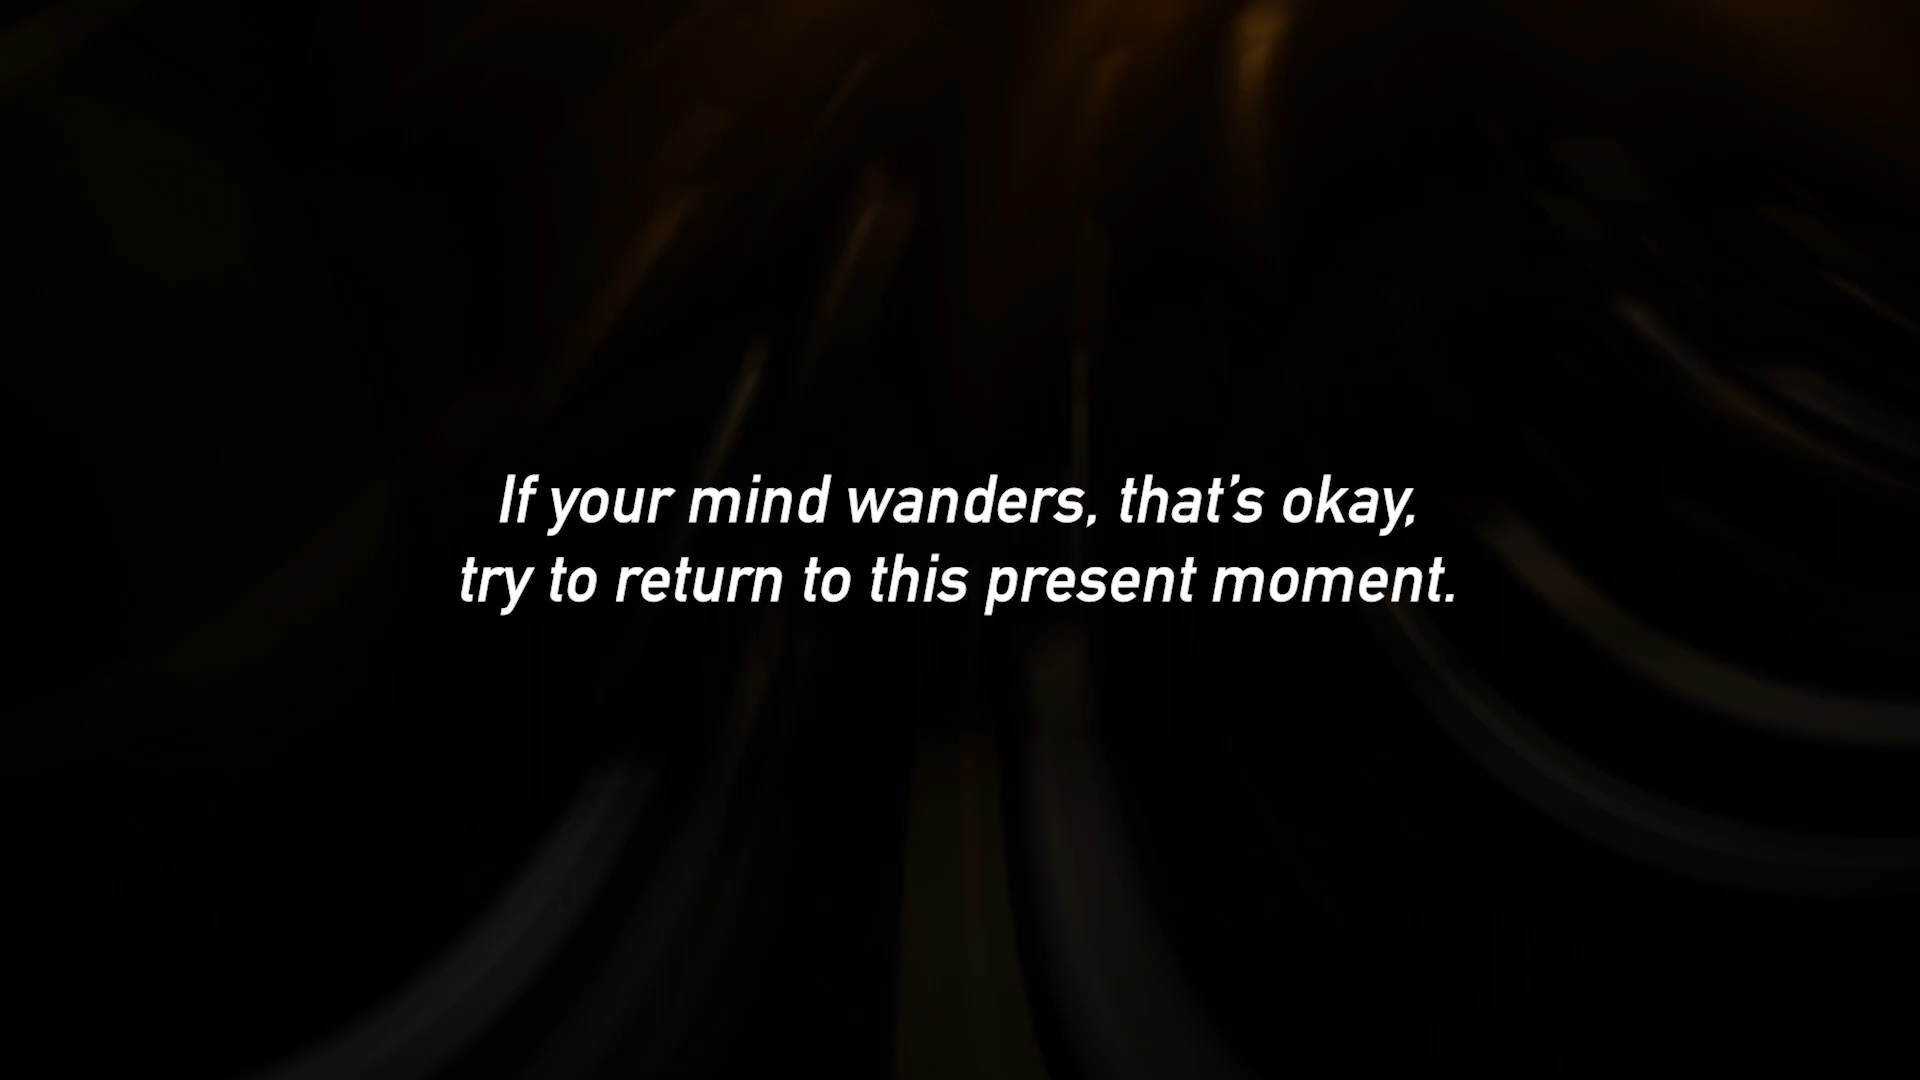 If your mind wanders, that’s okay,
try to return to this present moment.